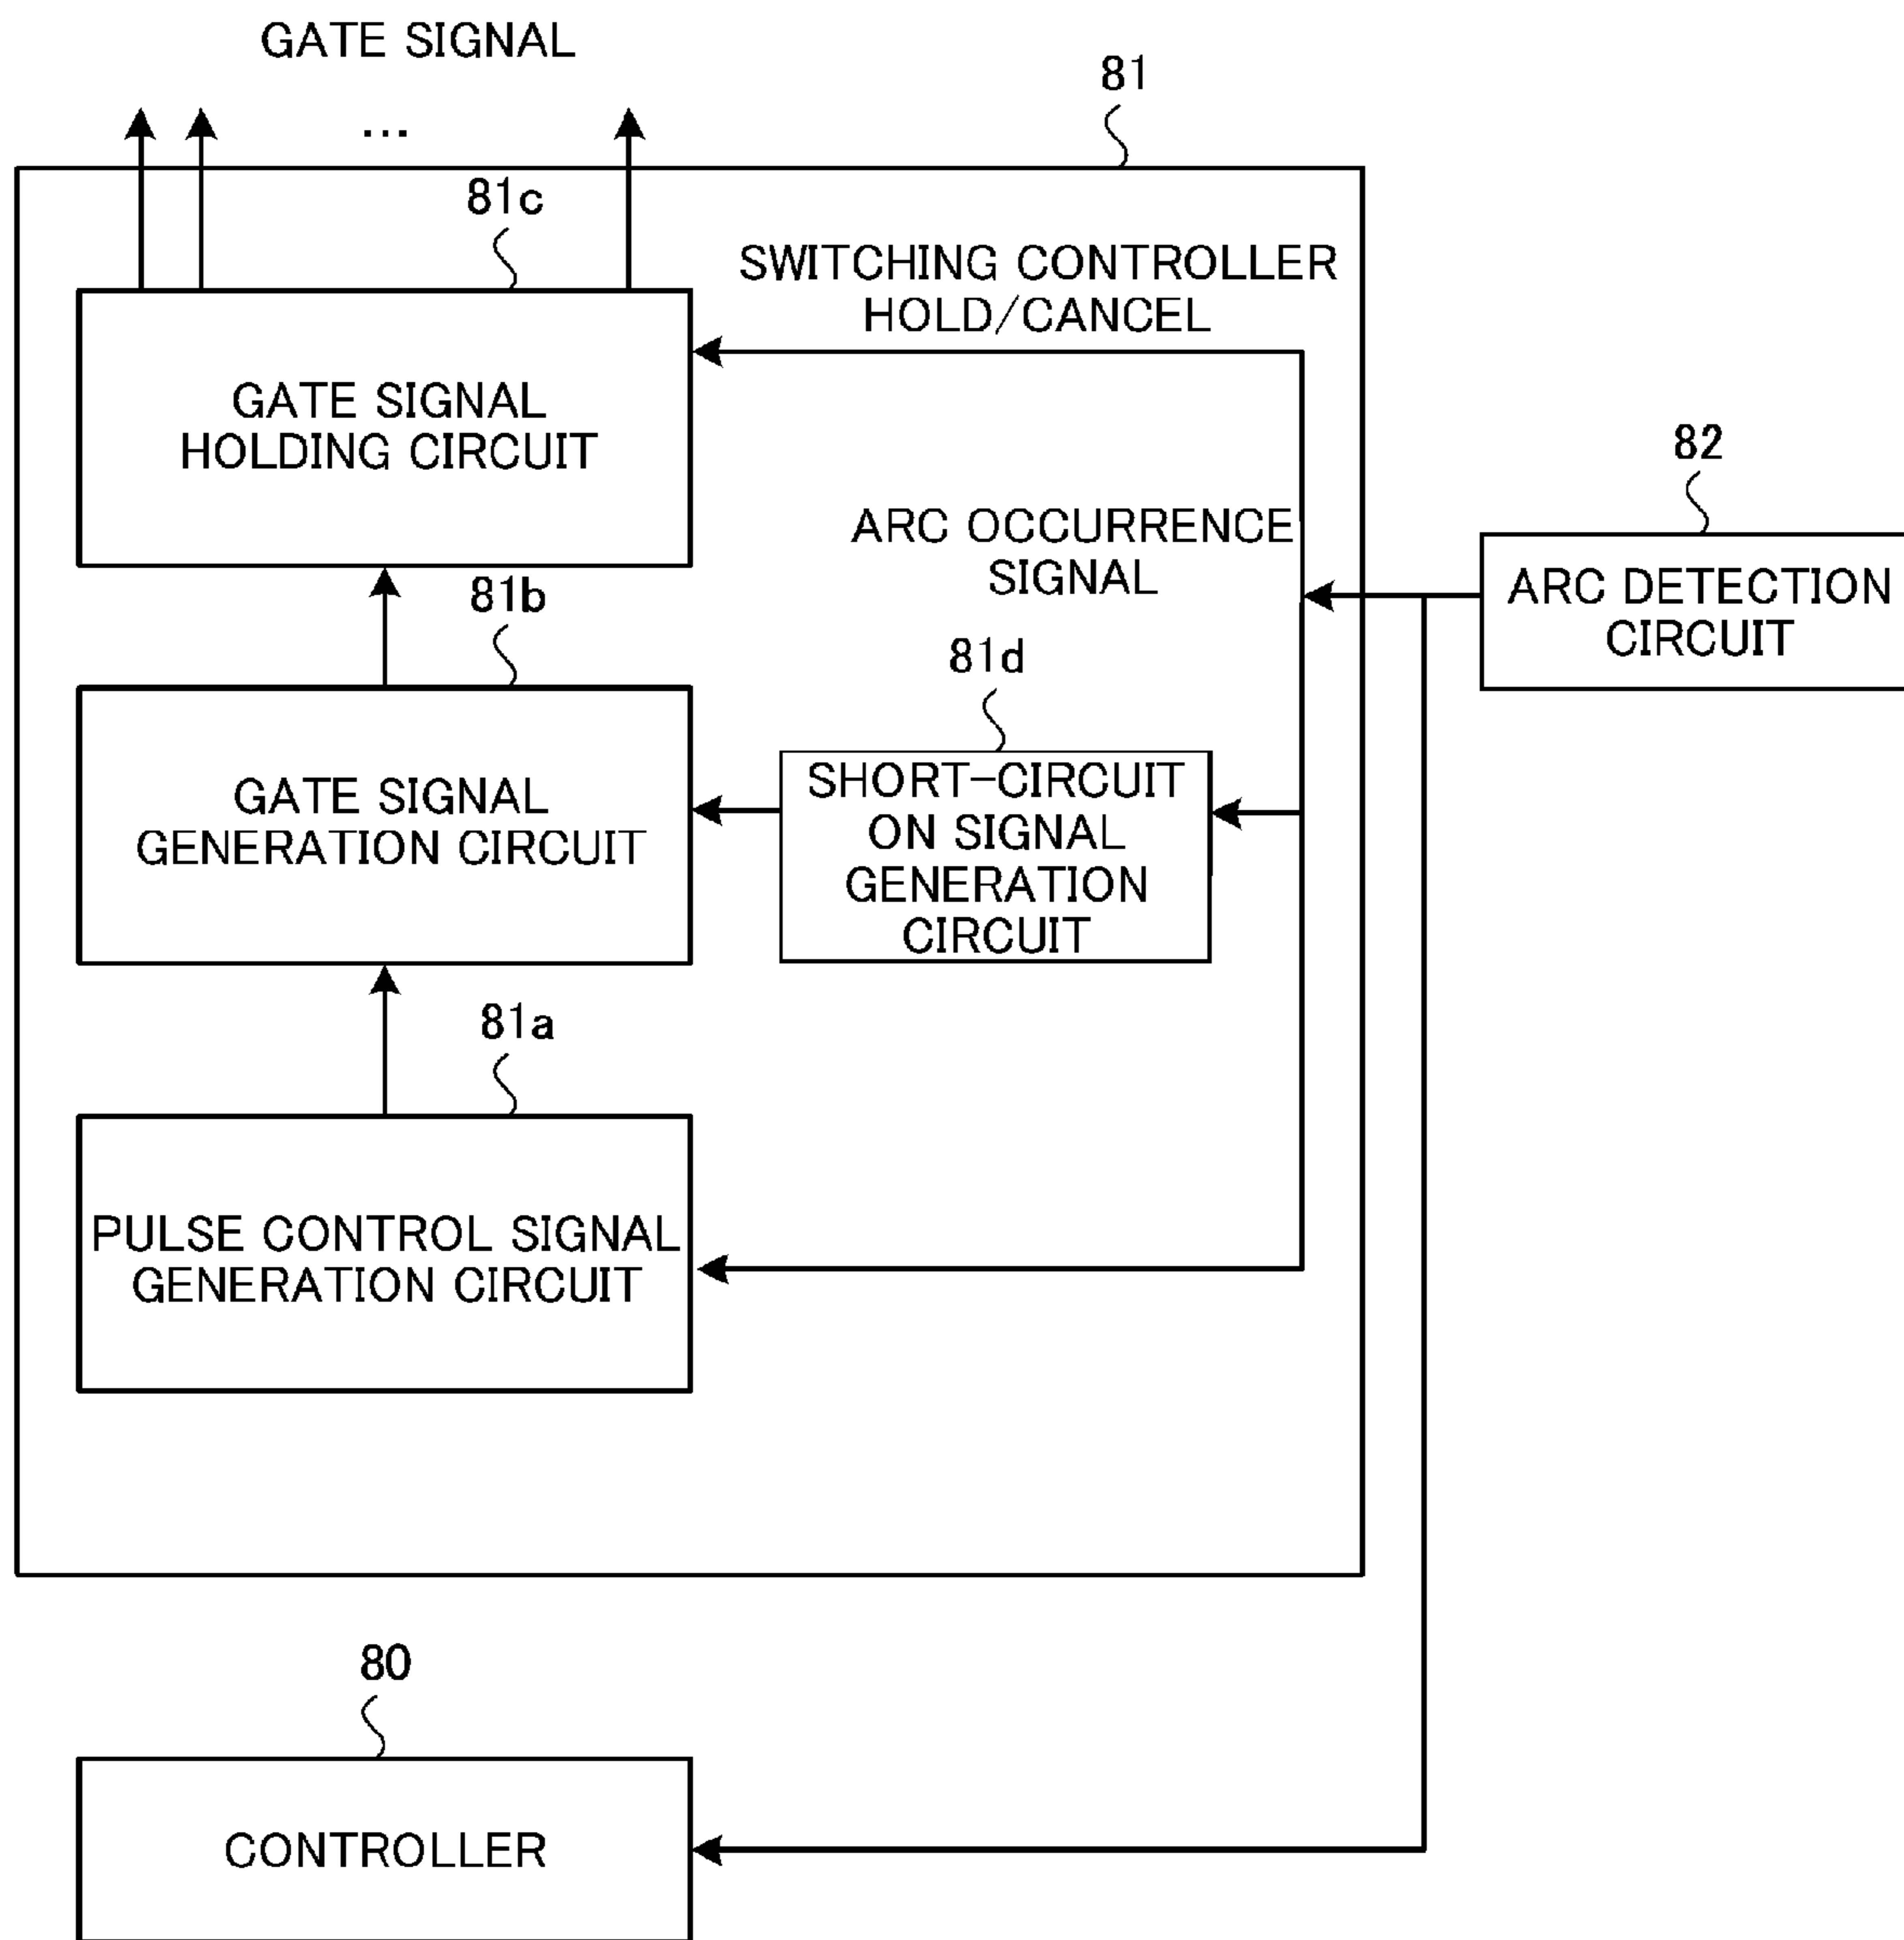 GATE SIGNAL
81
...
81c
SWITCHING CONTROLLER
HOLD/CANCEL
GATE SIGNAL
HOLDING CIRCUIT
82
ARC OCCURRENCE
SIGNAL
ARC DETECTION
CIRCUIT
81b
81d
GATE SIGNAL
GENERATION CIRCUIT
SHORT-CIRCUIT
ON SIGNAL
GENERATION
CIRCUIT
81a
PULSE CONTROL SIGNAL
GENERATION CIRCUIT
80
CONTROLLER